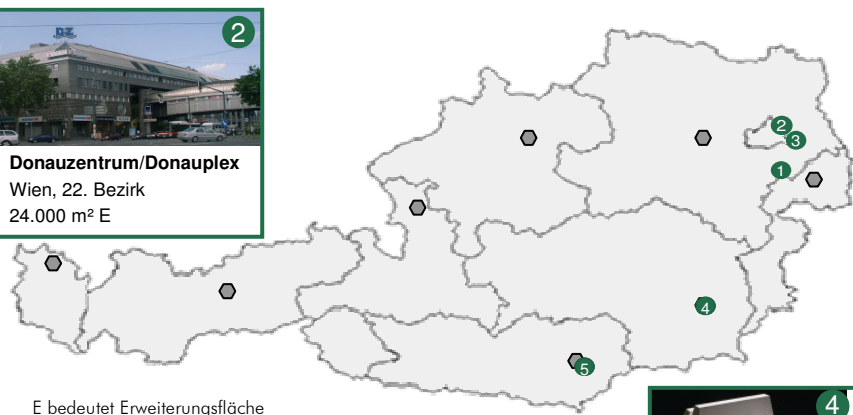 2
DZ
Donauzentrum/Donauplex
Wien, 22. Bezirk
24.000 m² E
2
3
1
4
5
E bedeutet Erweiterungsfläche
4